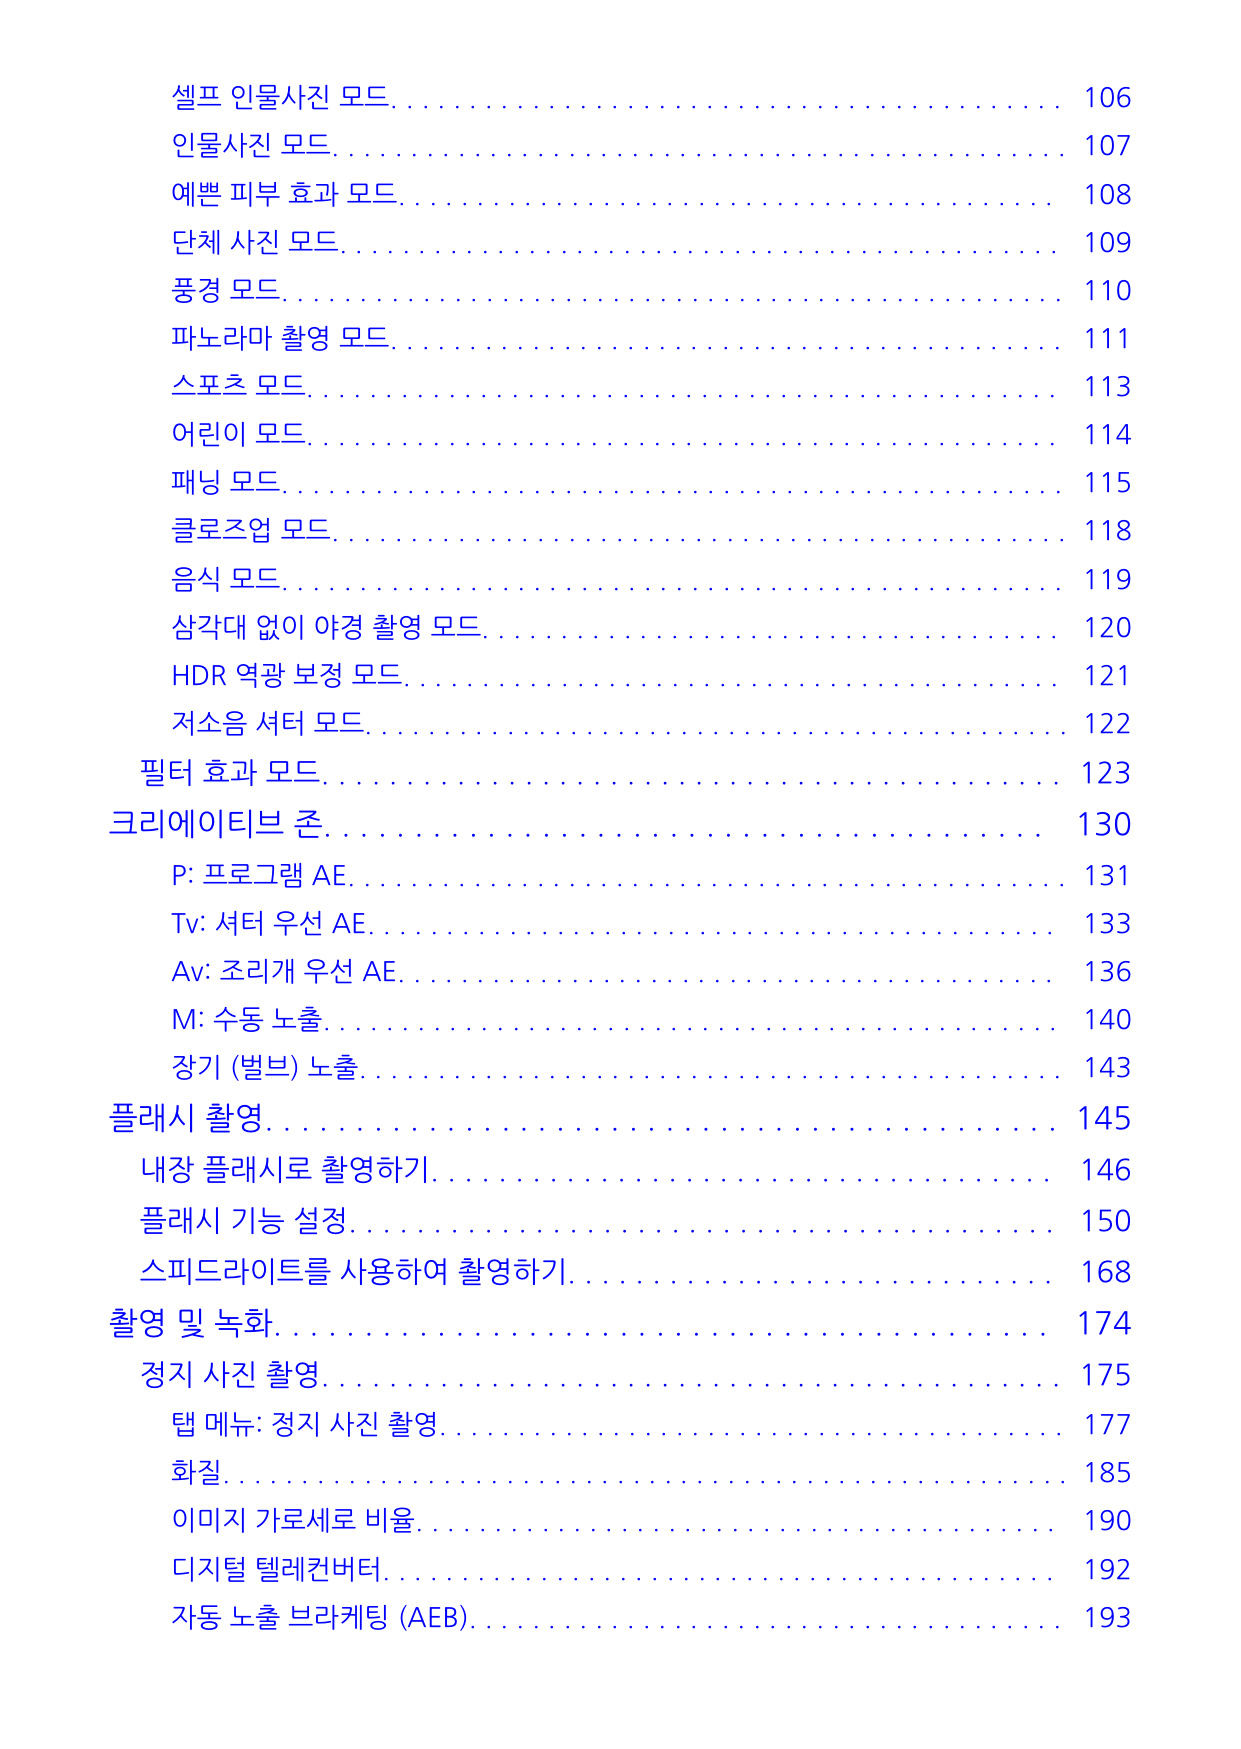 셀프 인물사진 모드. . . . . . . . . . . . . . . . . . . . . . . . . . . . . . . . . . . . . . . . . . 106
인물사진 모드. . . . . . . . . . . . . . . . . . . . . . . . . . . . . . . . . . . . . . . . . . . . . . 107
예쁜 피부 효과 모드. . . . . . . . . . . . . . . . . . . . . . . . . . . . . . . . . . . . . . . . . 108
단체 사진 모드. . . . . . . . . . . . . . . . . . . . . . . . . . . . . . . . . . . . . . . . . . . . . 109
풍경 모드. . . . . . . . . . . . . . . . . . . . . . . . . . . . . . . . . . . . . . . . . . . . . . . . . 110
파노라마 촬영 모드. . . . . . . . . . . . . . . . . . . . . . . . . . . . . . . . . . . . . . . . . . 111
스포츠 모드. . . . . . . . . . . . . . . . . . . . . . . . . . . . . . . . . . . . . . . . . . . . . . . 113
어린이 모드. . . . . . . . . . . . . . . . . . . . . . . . . . . . . . . . . . . . . . . . . . . . . . . 114
패닝 모드. . . . . . . . . . . . . . . . . . . . . . . . . . . . . . . . . . . . . . . . . . . . . . . . . 115
클로즈업 모드. . . . . . . . . . . . . . . . . . . . . . . . . . . . . . . . . . . . . . . . . . . . . . 118
음식 모드. . . . . . . . . . . . . . . . . . . . . . . . . . . . . . . . . . . . . . . . . . . . . . . . . 119
삼각대 없이 야경 촬영 모드. . . . . . . . . . . . . . . . . . . . . . . . . . . . . . . . . . . . 120
HDR 역광 보정 모드. . . . . . . . . . . . . . . . . . . . . . . . . . . . . . . . . . . . . . . . . 121
저소음 셔터 모드. . . . . . . . . . . . . . . . . . . . . . . . . . . . . . . . . . . . . . . . . . . . 122
필터 효과 모드. . . . . . . . . . . . . . . . . . . . . . . . . . . . . . . . . . . . . . . . . . . 123
크리에이티브 존. . . . . . . . . . . . . . . . . . . . . . . . . . . . . . . . . . . . . . . . 130
P: 프로그램 AE. . . . . . . . . . . . . . . . . . . . . . . . . . . . . . . . . . . . . . . . . . . . . 131
Tv: 셔터 우선 AE. . . . . . . . . . . . . . . . . . . . . . . . . . . . . . . . . . . . . . . . . . . 133
Av: 조리개 우선 AE. . . . . . . . . . . . . . . . . . . . . . . . . . . . . . . . . . . . . . . . . 136
M: 수동 노출. . . . . . . . . . . . . . . . . . . . . . . . . . . . . . . . . . . . . . . . . . . . . . 140
장기 (벌브) 노출. . . . . . . . . . . . . . . . . . . . . . . . . . . . . . . . . . . . . . . . . . . . 143
플래시 촬영. . . . . . . . . . . . . . . . . . . . . . . . . . . . . . . . . . . . . . . . . . . . 145
내장 플래시로 촬영하기. . . . . . . . . . . . . . . . . . . . . . . . . . . . . . . . . . . . 146
플래시 기능 설정. . . . . . . . . . . . . . . . . . . . . . . . . . . . . . . . . . . . . . . . . 150
스피드라이트를 사용하여 촬영하기. . . . . . . . . . . . . . . . . . . . . . . . . . . . 168
촬영 및 녹화. . . . . . . . . . . . . . . . . . . . . . . . . . . . . . . . . . . . . . . . . . . 174
정지 사진 촬영. . . . . . . . . . . . . . . . . . . . . . . . . . . . . . . . . . . . . . . . . . . 175
탭 메뉴: 정지 사진 촬영. . . . . . . . . . . . . . . . . . . . . . . . . . . . . . . . . . . . . . . 177
화질. . . . . . . . . . . . . . . . . . . . . . . . . . . . . . . . . . . . . . . . . . . . . . . . . . . . . 185
이미지 가로세로 비율. . . . . . . . . . . . . . . . . . . . . . . . . . . . . . . . . . . . . . . . 190
디지털 텔레컨버터. . . . . . . . . . . . . . . . . . . . . . . . . . . . . . . . . . . . . . . . . . 192
자동 노출 브라케팅 (AEB). . . . . . . . . . . . . . . . . . . . . . . . . . . . . . . . . . . . . 193